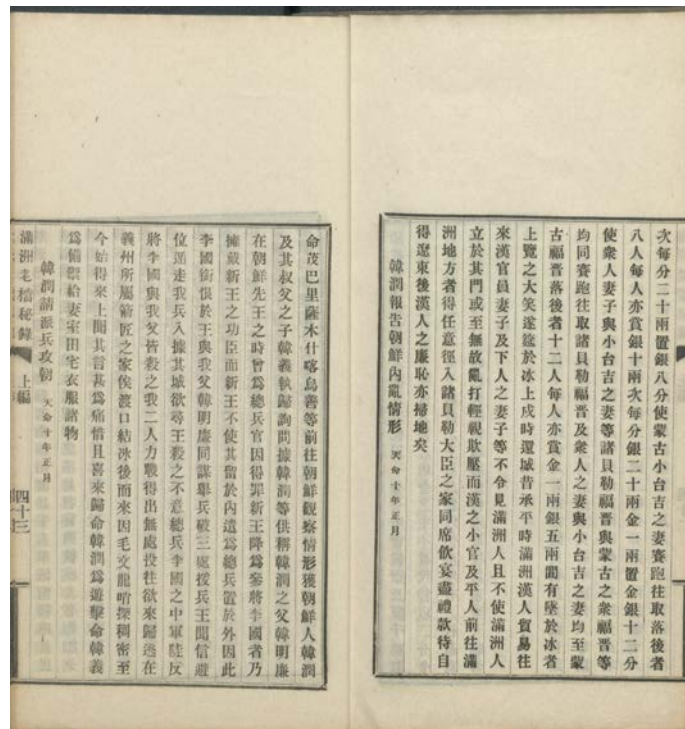 次每分二十兩置銀八分使蒙古小台吉之妻賽跑往取落後者
八人每人亦賞銀十兩次每分銀二十兩金一兩置金銀十二分
使衆人妻子與小台吉之妻等諸貝勒福晉與蒙古之衆福晉等
均同賽跑往取諸貝勒福晉及衆人之妻與小台吉之妻均至蒙
古福晉落後者十二人每人亦賞金一兩銀五兩間有墜於冰者
上覽之大笑遂筵於冰上戌時還城昔承平時滿洲漢人貿易往
來漢官員妻子及下人之妻子等不令見滿洲人且不使滿洲人
立於其門或至無故亂打輕視欺壓而漢之小官及平人前往滿
洲地方者得任意徑入諸貝勒大臣之家同席飲宴盡禮款待自
得遼東後漢人之廉恥亦掃地矣
韓潤報告朝鮮內亂情形 天命十年正月
命茂巴里薩木什喀烏善等前往朝鮮觀察情形獲朝鮮人韓潤
及其叔父之子韓義執歸詢問據韓潤等供稱韓潤之父韓明廉
在朝鮮先王之時曾爲總兵官因得罪新王降爲參將李國者乃
擁戴新王之功臣而新王不使其留於內遣爲總兵置於外因此
李國銜恨於王與我父韓明廉同謀舉兵破三處援兵王聞信避
位遁走我兵入據其城欲尋王殺之不意總兵李國之中軍陡反
將李國與我父皆殺之我二人力戰得出無處投往欲來歸逃在
義州所屬箭匠之家俟渡口結冰後而來因毛文龍哨探稠密至
今始得來上聞其言甚爲痛惜且喜來歸命韓潤爲遊擊命韓義
爲備禦給妻室田宅衣服諸物
韓潤請派兵攻朝 天命十年正月
滿洲老檔秘錄 上編 四十三